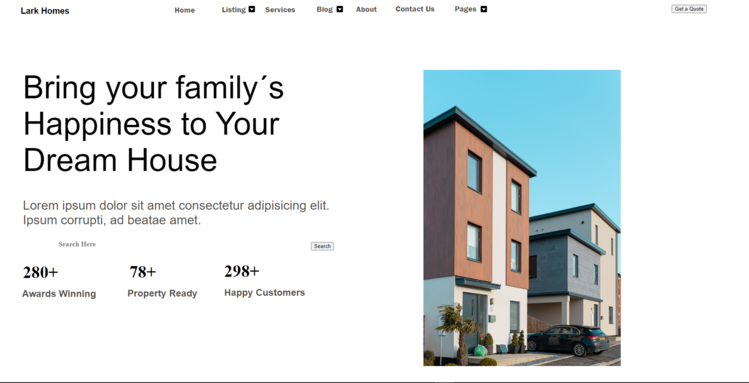 Lark Homes
Home Listing Services Blog About Contact Us Pages
Get a Quote
Bring your family´s
Happiness to Your
Dream House
Lorem ipsum dolor sit amet consectetur adipisicing elit.
Ipsum corrupti, ad beatae amet.
Search Here
Search
280+ 78+ 298+
Awards Winning Property Ready Happy Customers